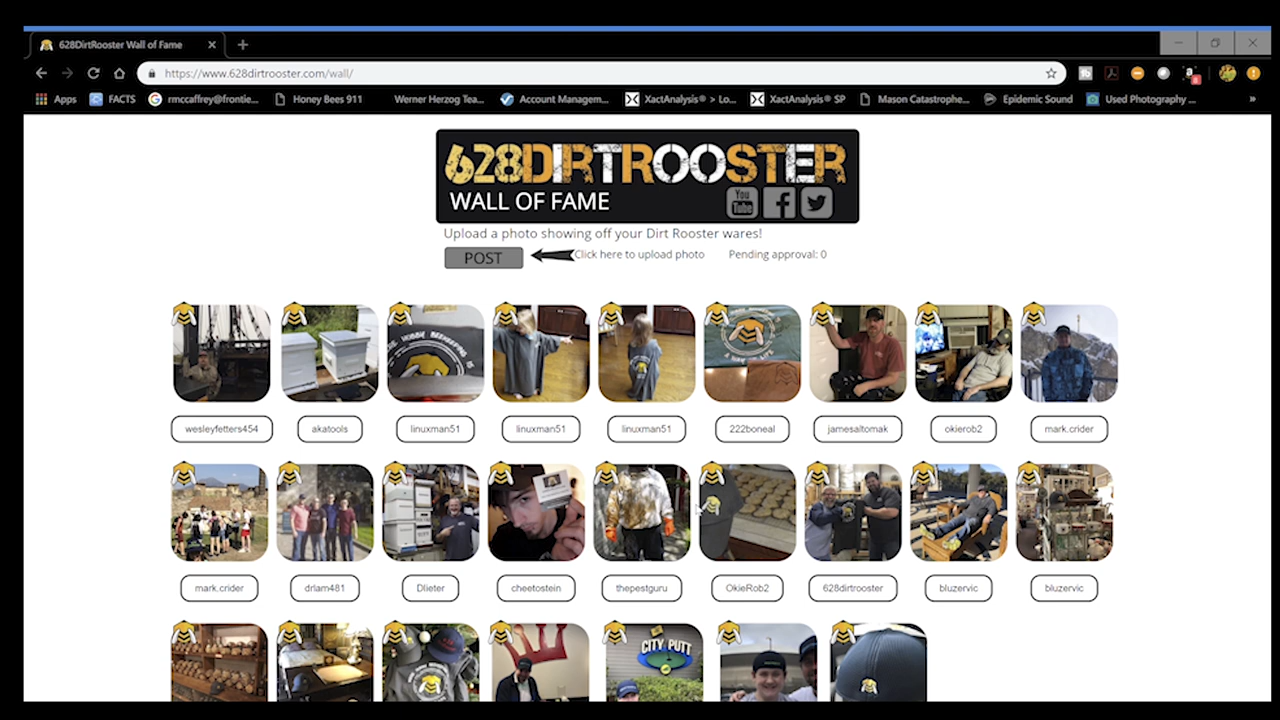 628DirtRooster Wall of Fame
https://www.628dirtrooster.com/wall/
Apps FACTS rmccaffrey@frontie... Honey Bees 911 Werner Herzog Tea... Account Managem... XactAnalysis® > Lo... XactAnalysis® SP Mason Catastrophe... Epidemic Sound Used Photography ... »
628DIRTROOSTER
WALL OF FAME
You Tube
Upload a photo showing off your Dirt Rooster wares!
POST Click here to upload photo Pending approval: 0
wesleyfetters454 akatools linuxman51 linuxman51 linuxman51 222boneal jamesaltomak okierob2 mark.crider
mark.crider drlam481 Dlieter cheetostein thepestguru OkieRob2 628dirtrooster bluzervic bluzervic
CITY PUTT